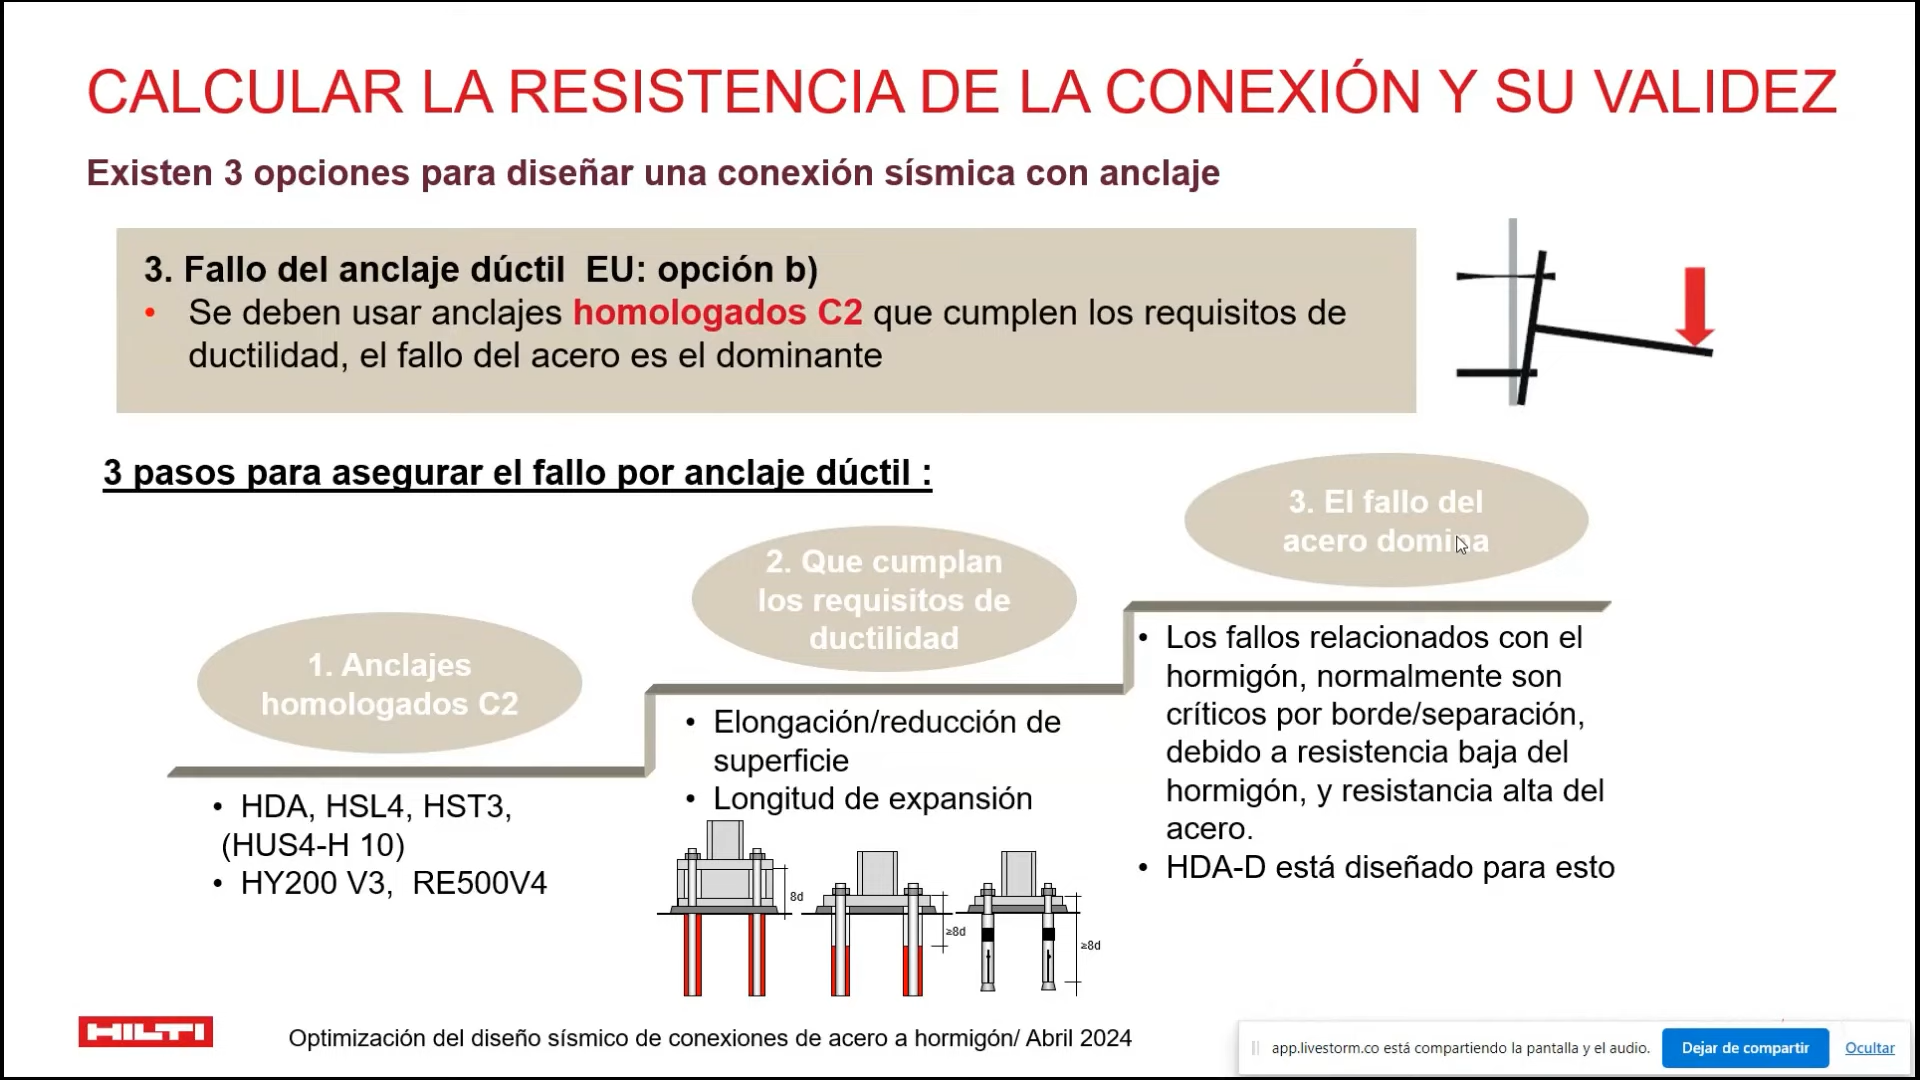 CALCULAR LA RESISTENCIA DE LA CONEXIÓN Y SU VALIDEZ
Existen 3 opciones para diseñar una conexión sísmica con anclaje
3. Fallo del anclaje dúctil  EU: opción b)
• Se deben usar anclajes homologados C2 que cumplen los requisitos de
ductilidad, el fallo del acero es el dominante
3 pasos para asegurar el fallo por anclaje dúctil :
1. Anclajes
homologados C2
• HDA, HSL4, HST3,
(HUS4-H 10)
• HY200 V3,  RE500V4
2. Que cumplan
los requisitos de
ductilidad
• Elongación/reducción de
superficie
• Longitud de expansión
8d
≥8d
≥8d
3. El fallo del
acero domina
• Los fallos relacionados con el
hormigón, normalmente son
críticos por borde/separación,
debido a resistencia baja del
hormigón, y resistancia alta del
acero.
• HDA-D está diseñado para esto
HILTI
Optimización del diseño sísmico de conexiones de acero a hormigón/ Abril 2024
app.livestorm.co está compartiendo la pantalla y el audio.
Dejar de compartir
Ocultar